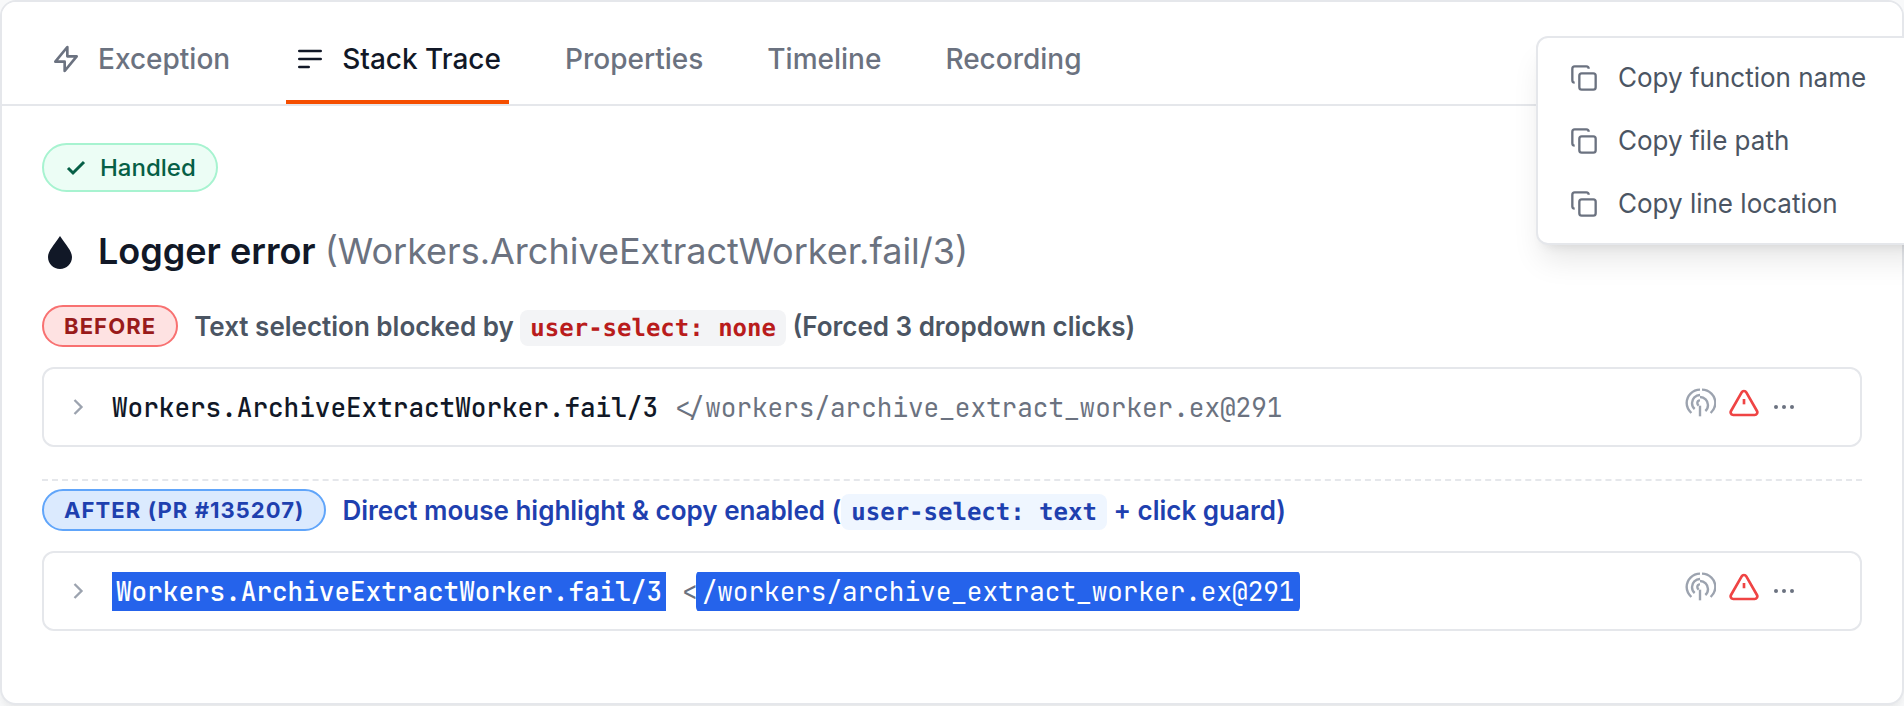 Exception Stack Trace Properties Timeline Recording
Copy function name
Copy file path
Copy line location
Handled
Logger error (Workers.ArchiveExtractWorker.fail/3)
BEFORE Text selection blocked by user-select: none (Forced 3 dropdown clicks)
Workers.ArchiveExtractWorker.fail/3 </workers/archive_extract_worker.ex@291
AFTER (PR #135207) Direct mouse highlight & copy enabled (user-select: text + click guard)
Workers.ArchiveExtractWorker.fail/3 </workers/archive_extract_worker.ex@291